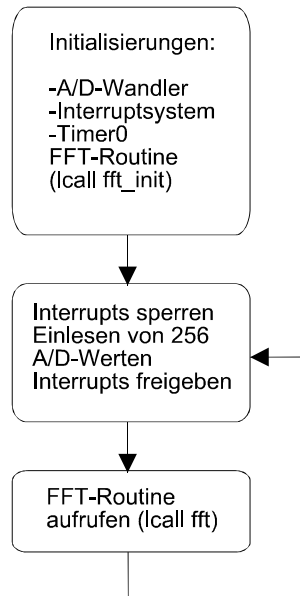 Initialisierungen:
-A/D-Wandler
-Interruptsystem
-Timer0
FFT-Routine
(lcall fft_init)
Interrupts sperren
Einlesen von 256
A/D-Werten
Interrupts freigeben
FFT-Routine
aufrufen (lcall fft)